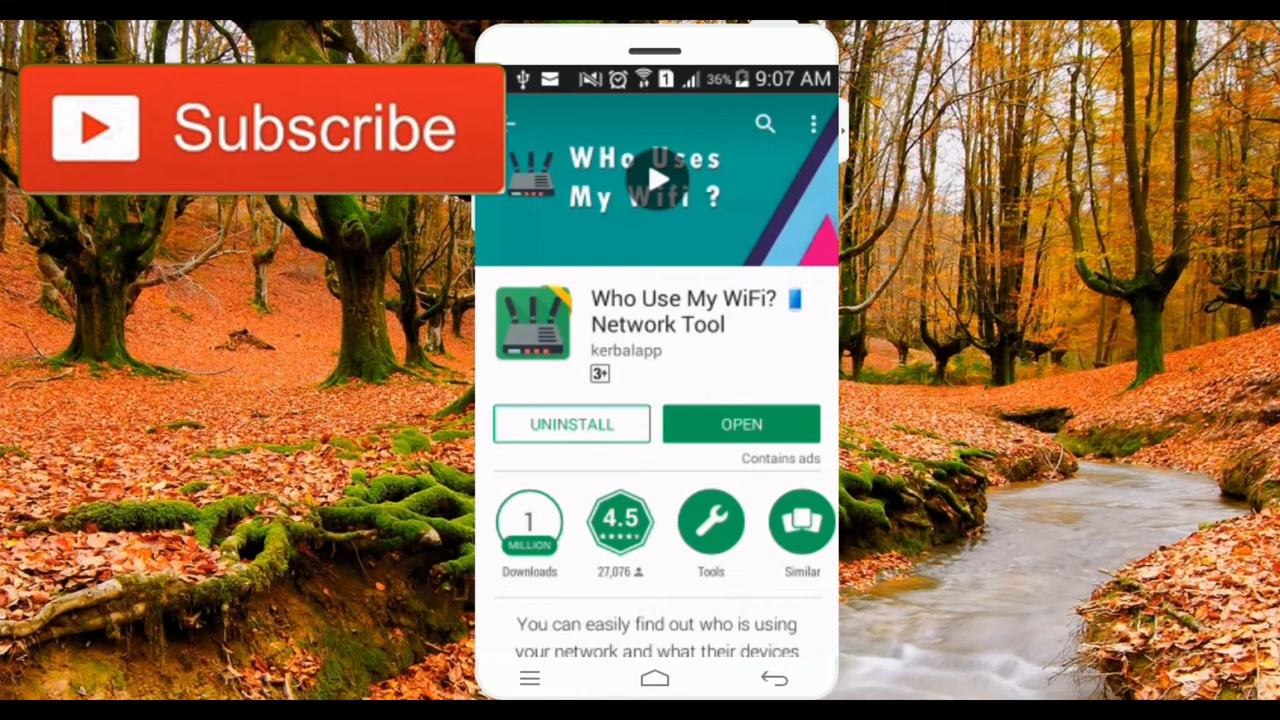 Subscribe
1 36% 9:07 AM
WHo Uses
My Wifi ?
Who Use My WiFi?
Network Tool
kerbalapp
3+
UNINSTALL
OPEN
Contains ads
1
MILLION
Downloads
4.5
27,076
Tools
Similar
You can easily find out who is using
your network and what their devices